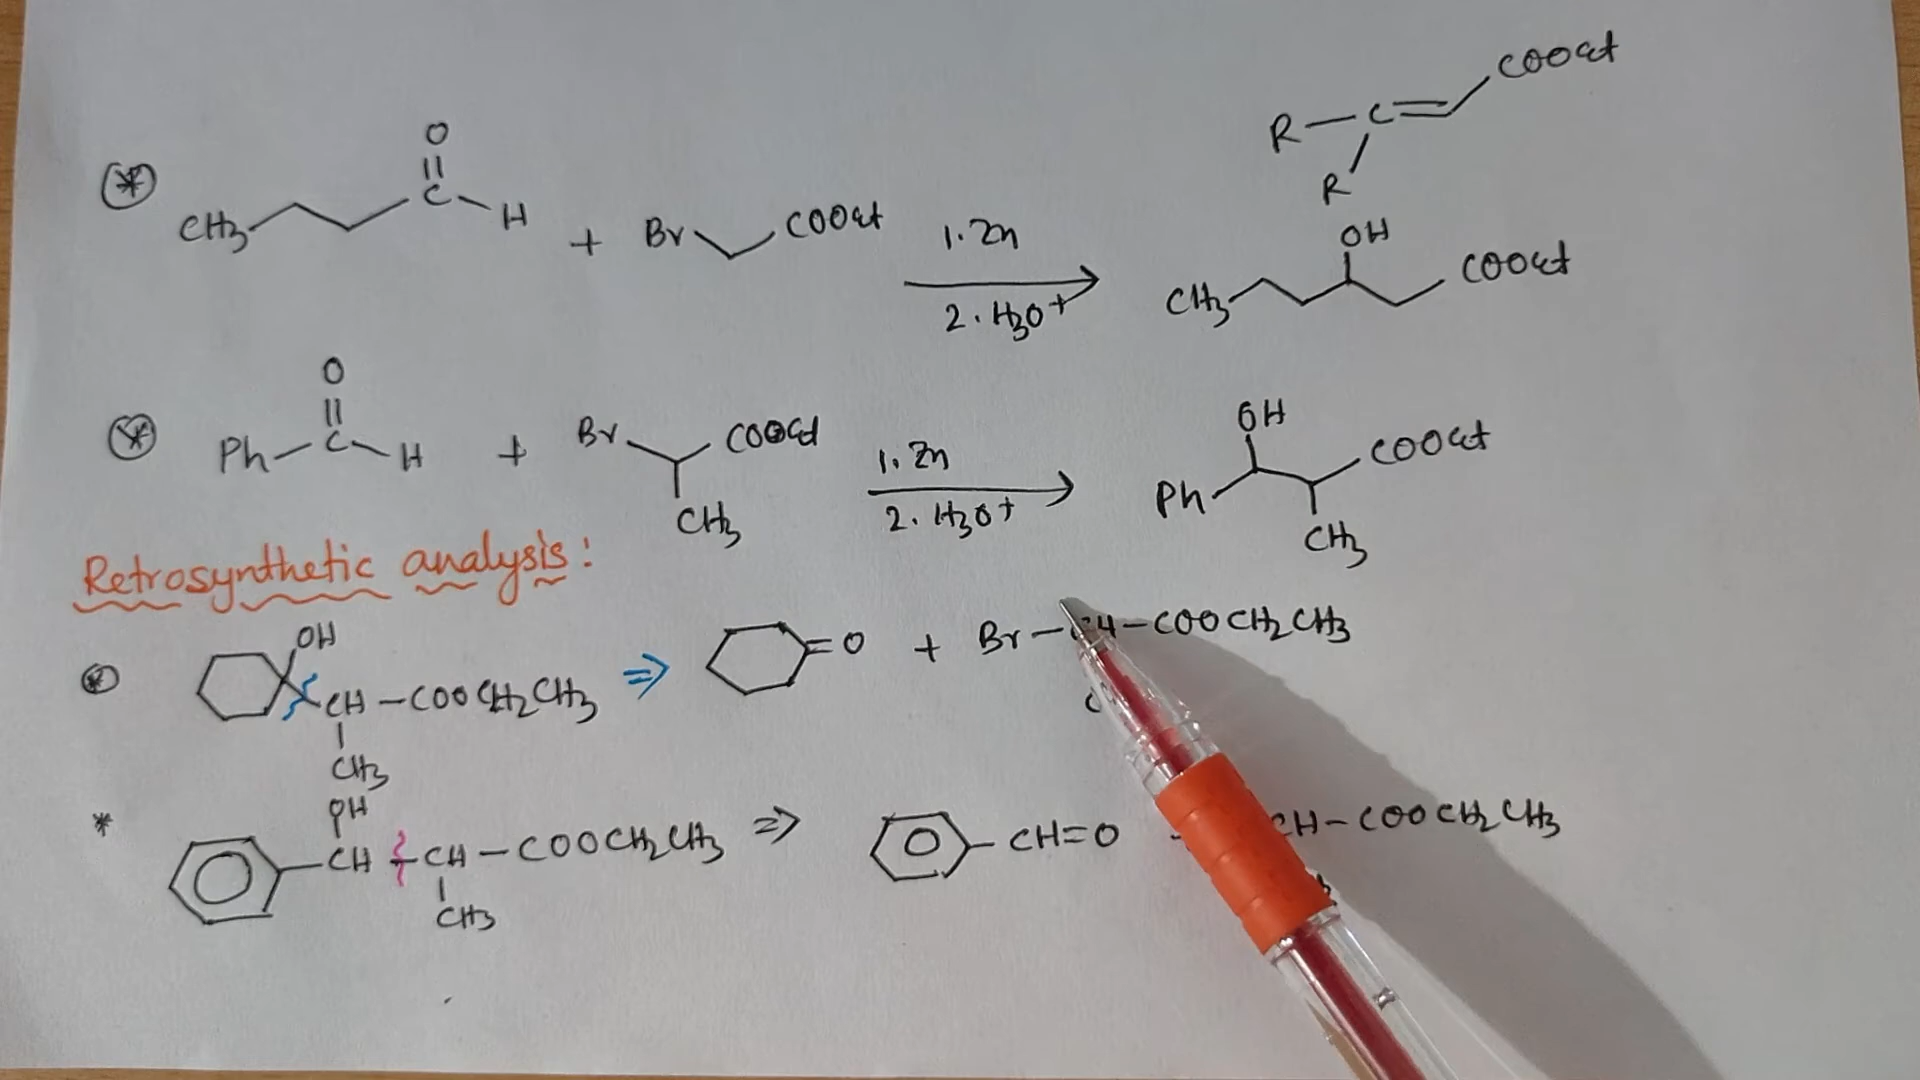 COOEt
R-C=
R
O
||
CH3 C-H + Br COOEt 1. Zn
2. H3O+
OH
CH3 COOEt
O
||
Ph-C-H + Br COOEt
CH3
1. Zn
2. H3O+
OH
Ph COOEt
CH3
Retrosynthetic analysis:
OH
CH-COOCH2CH3 ⇒ =O + Br-CH-COOCH2CH3
CH3
OH
* CH-CH-COOCH2CH3 ⇒ CH=O CH-COOCH2CH3
CH3